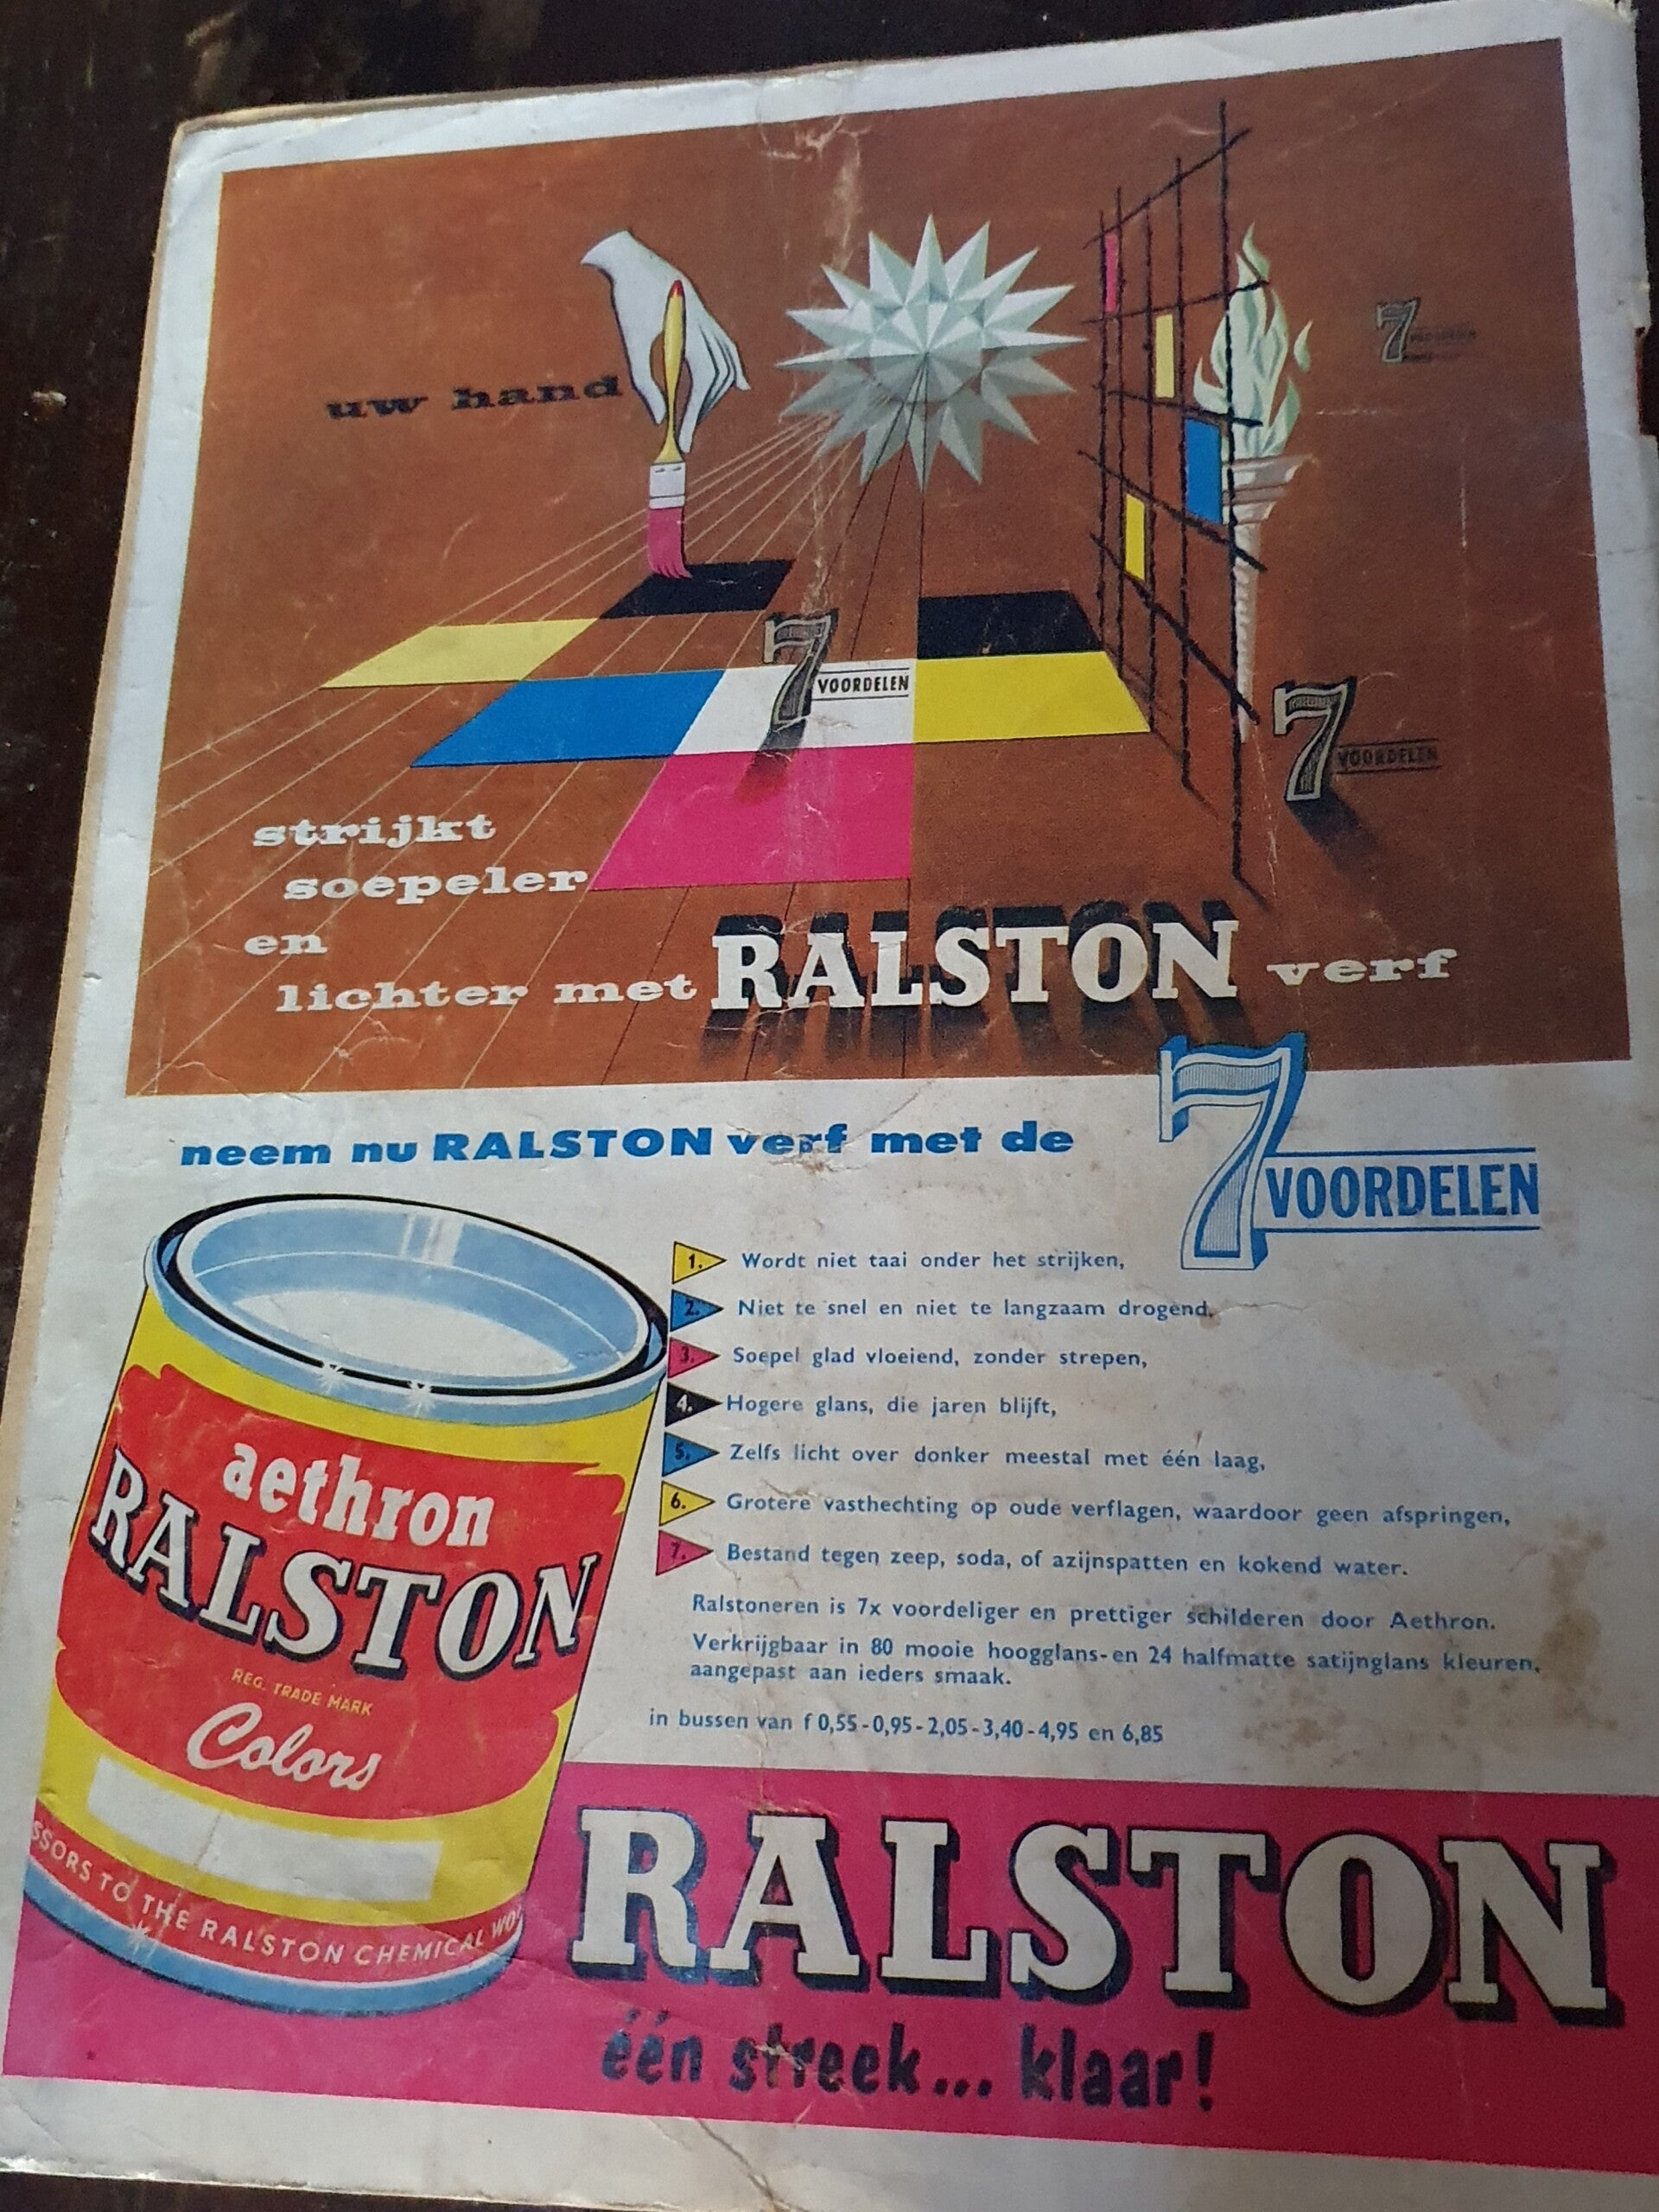 uw hand
7
7 VOORDELEN
7 VOORDELEN
strijkt
soepeler
en
lichter met RALSTON verf
neem nu RALSTON verf met de 7 VOORDELEN
1. Wordt niet taai onder het strijken,
2. Niet te snel en niet te langzaam drogend,
3. Soepel glad vloeiend, zonder strepen,
4. Hogere glans, die jaren blijft,
5. Zelfs licht over donker meestal met één laag,
6. Grotere vasthechting op oude verflagen, waardoor geen afspringen,
7. Bestand tegen zeep, soda, of azijnspatten en kokend water.
Ralstoneren is 7x voordeliger en prettiger schilderen door Aethron.
Verkrijgbaar in 80 mooie hoogglans- en 24 halfmatte satijnglans kleuren,
aangepast aan ieders smaak.
in bussen van f 0,55 - 0,95 - 2,05 - 3,40 - 4,95 en 6,85
aethron
RALSTON
REG. TRADE MARK
Colors
SSORS TO THE RALSTON CHEMICAL WO
RALSTON
één streek... klaar!